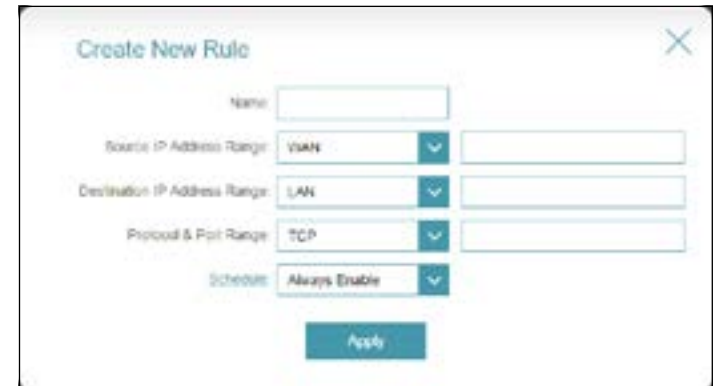 Create New Rule
Name:
Source IP Address Range: WAN
Destination IP Address Range: LAN
Protocol & Port Range: TCP
Schedule: Always Enable
Apply